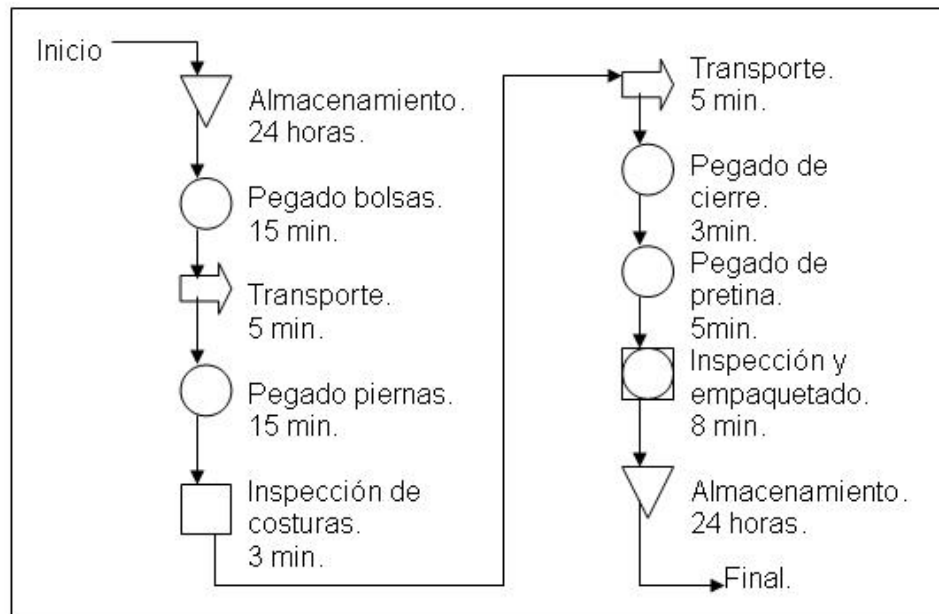 Inicio
Almacenamiento.
24 horas.
Pegado bolsas.
15 min.
Transporte.
5 min.
Pegado piernas.
15 min.
Inspección de
costuras.
3 min.
Transporte.
5 min.
Pegado de
cierre.
3min.
Pegado de
pretina.
5min.
Inspección y
empaquetado.
8 min.
Almacenamiento.
24 horas.
Final.